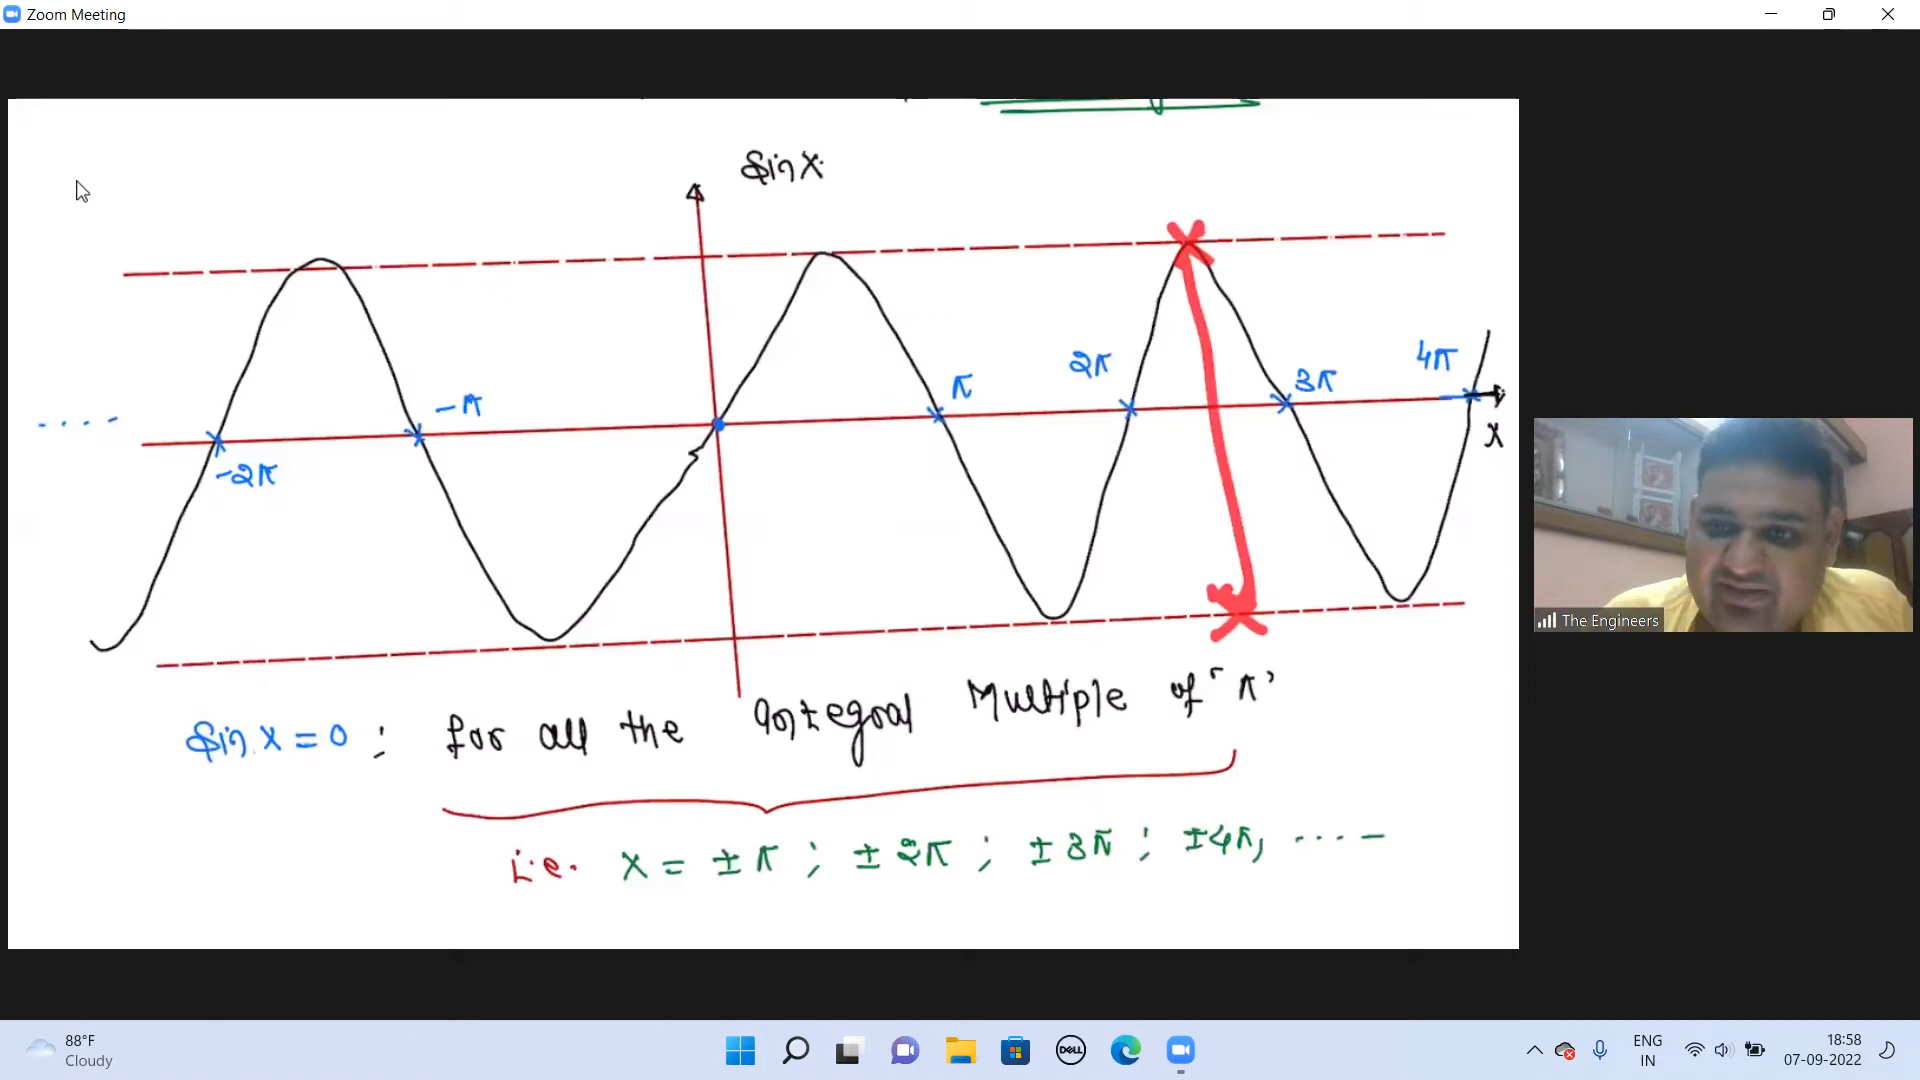 Zoom Meeting
Sin X
2π
4π
π
3π
-π
. . . .
X
-2π
The Engineers
Sin X = 0 : for all the Integral Multiple of 'π'
i.e. X = ±π ; ±2π ; ±3π ; ±4π, .... —
88°F
Cloudy
DELL
ENG
IN
18:58
07-09-2022